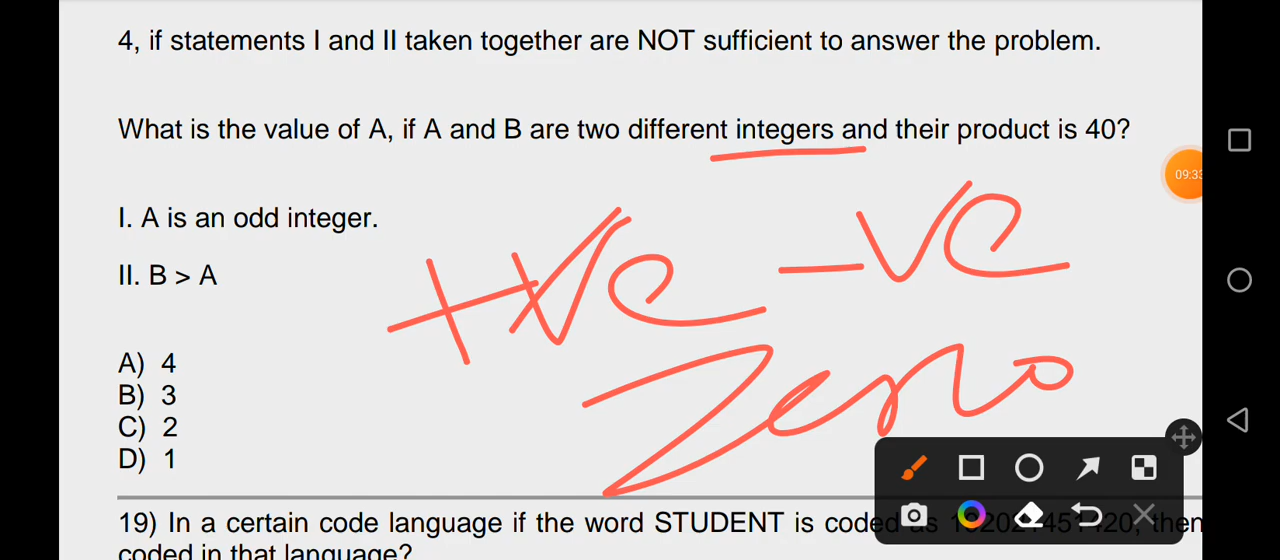 4, if statements I and II taken together are NOT sufficient to answer the problem.
What is the value of A, if A and B are two different integers and their product is 40?
09:33
I. A is an odd integer.
+ve -ve
II. B > A
zero
A) 4
B) 3
C) 2
D) 1
19) In a certain code language if the word STUDENT is coded as then
coded in that language?